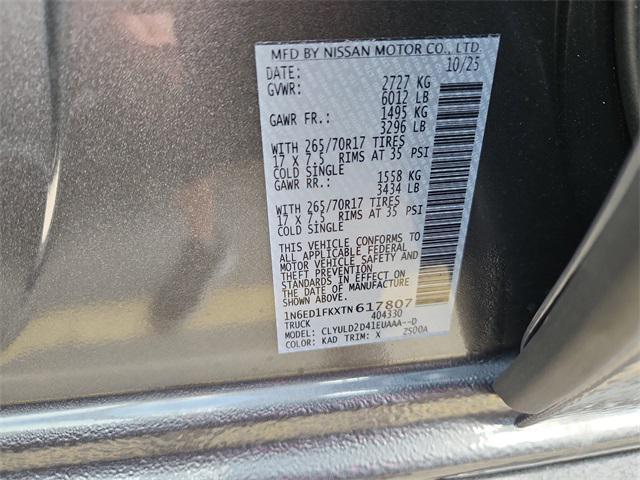 MFD BY NISSAN MOTOR CO., LTD.
DATE: 10/25
GVWR: 2727 KG
6012 LB
GAWR FR.: 1495 KG
3296 LB
WITH 265/70R17 TIRES
17 X 7.5 RIMS AT 35 PSI
COLD SINGLE
GAWR RR.: 1558 KG
3434 LB
WITH 265/70R17 TIRES
17 X 7.5 RIMS AT 35 PSI
COLD SINGLE
THIS VEHICLE CONFORMS TO
ALL APPLICABLE FEDERAL
MOTOR VEHICLE SAFETY AND
THEFT PREVENTION
STANDARDS IN EFFECT ON
THE DATE OF MANUFACTURE
SHOWN ABOVE.
1N6ED1FKXTN617807
TRUCK 404330
MODEL: CLYULD2D41EUAAA--D
COLOR: KAD TRIM: X 2500A